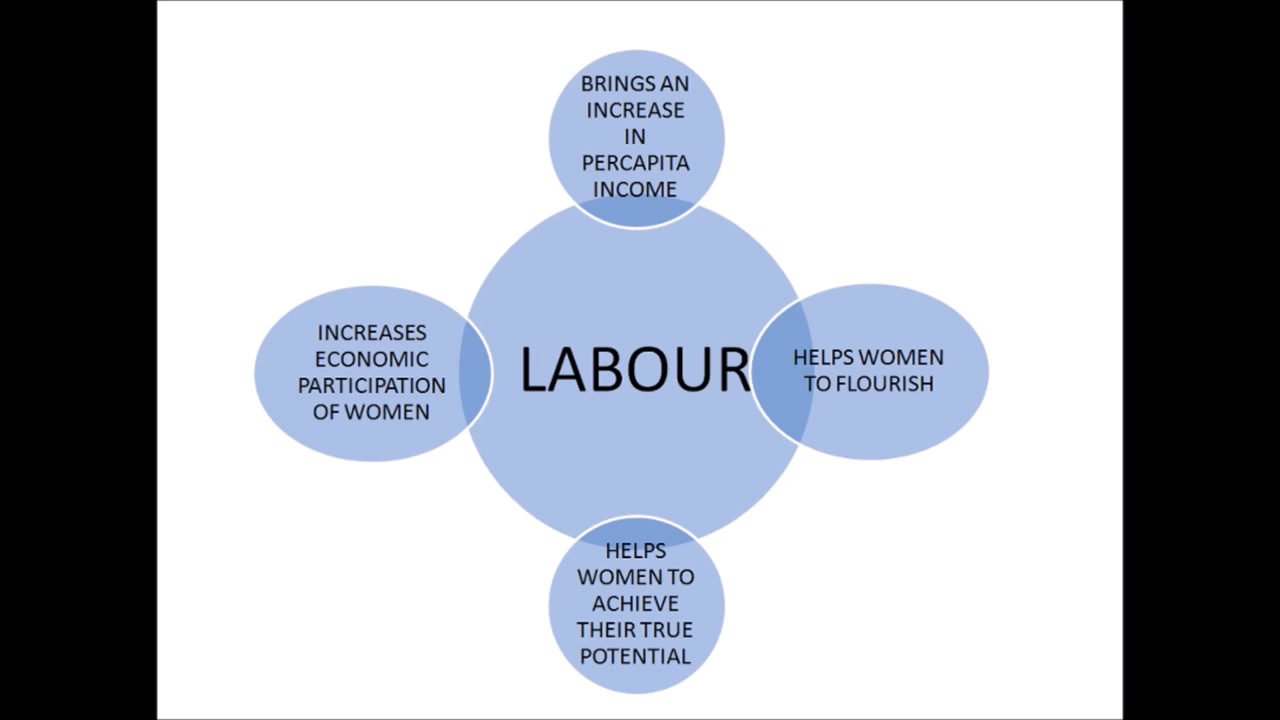 BRINGS AN
INCREASE
IN
PERCAPITA
INCOME
INCREASES
ECONOMIC
PARTICIPATION
OF WOMEN
LABOUR
HELPS WOMEN
TO FLOURISH
HELPS
WOMEN TO
ACHIEVE
THEIR TRUE
POTENTIAL